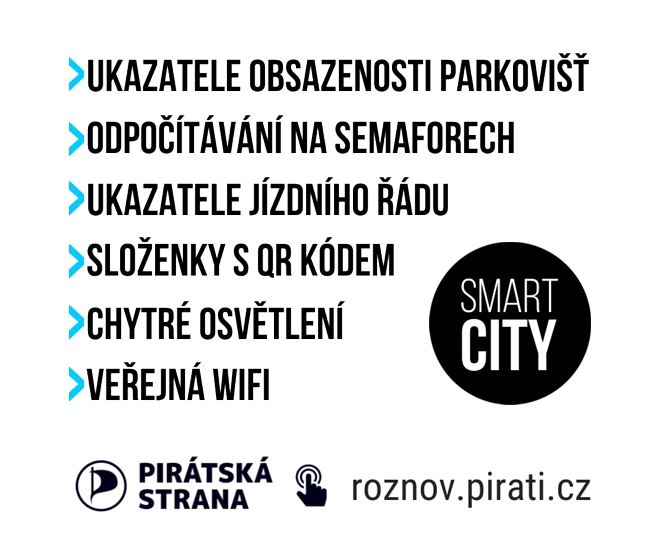 UKAZATELE OBSAZENOSTI PARKOVIŠŤ
ODPOČÍTÁVÁNÍ NA SEMAFORECH
UKAZATELE JÍZDNÍHO ŘÁDU
SLOŽENKY S QR KÓDEM
CHYTRÉ OSVĚTLENÍ
VEŘEJNÁ WIFI
SMART
CITY
PIRÁTSKÁ
STRANA
roznov.pirati.cz